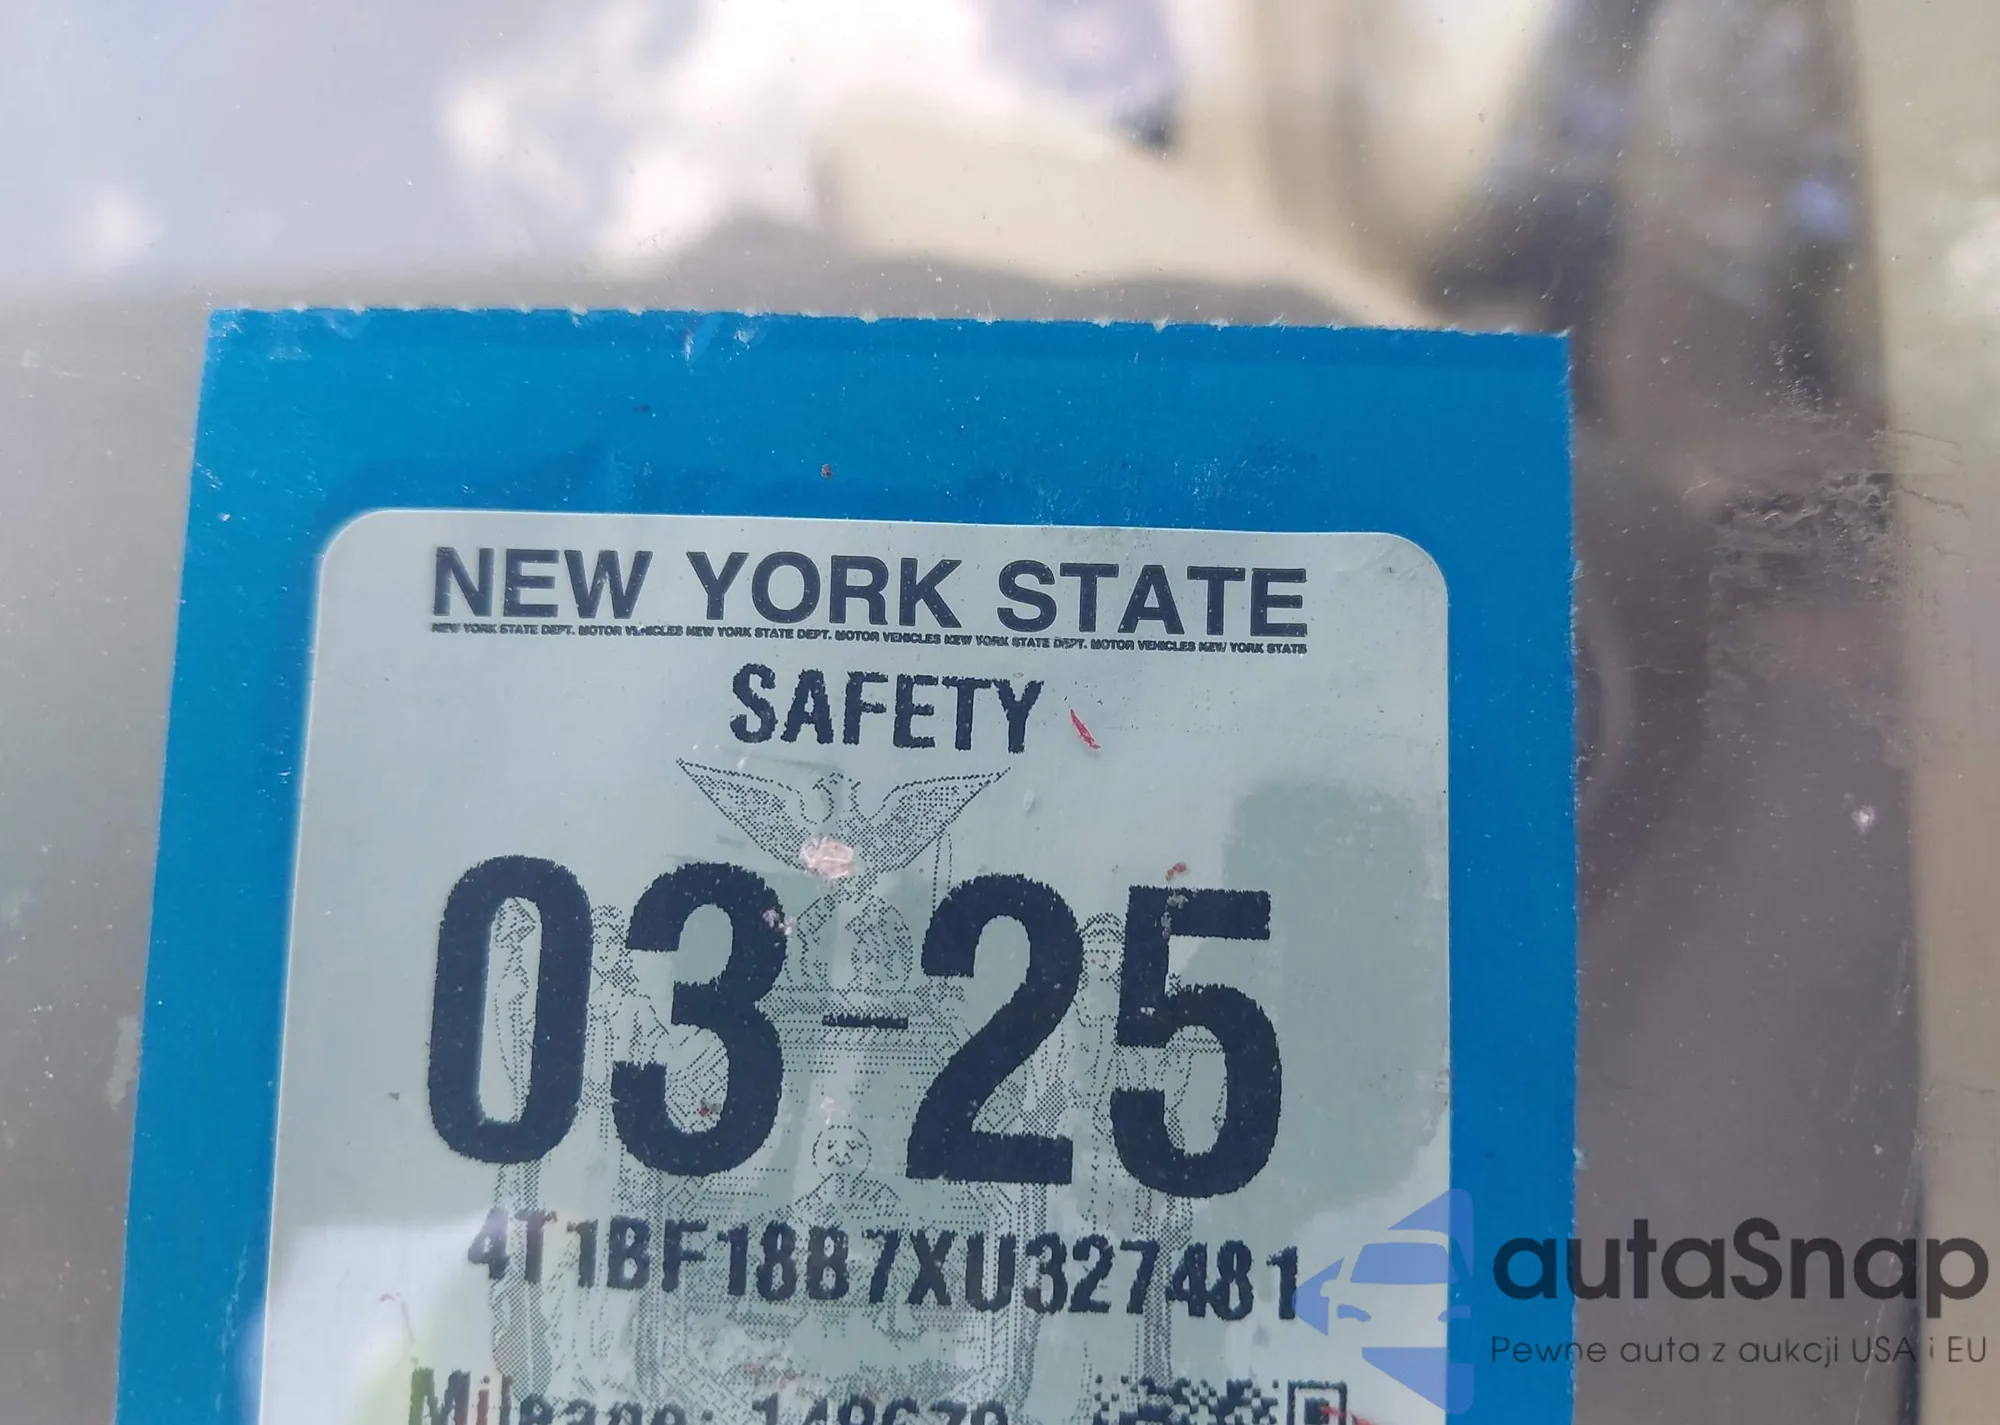 NEW YORK STATE
NEW YORK STATE DEPT. MOTOR VEHICLES NEW YORK STATE DEPT. MOTOR VEHICLES NEW YORK STATE DEPT. MOTOR VEHICLES NEW YORK STATE
SAFETY
03-25
4T1BF18B7XU327481
Mileage:
autaSnap
Pewne auta z aukcji USA i EU